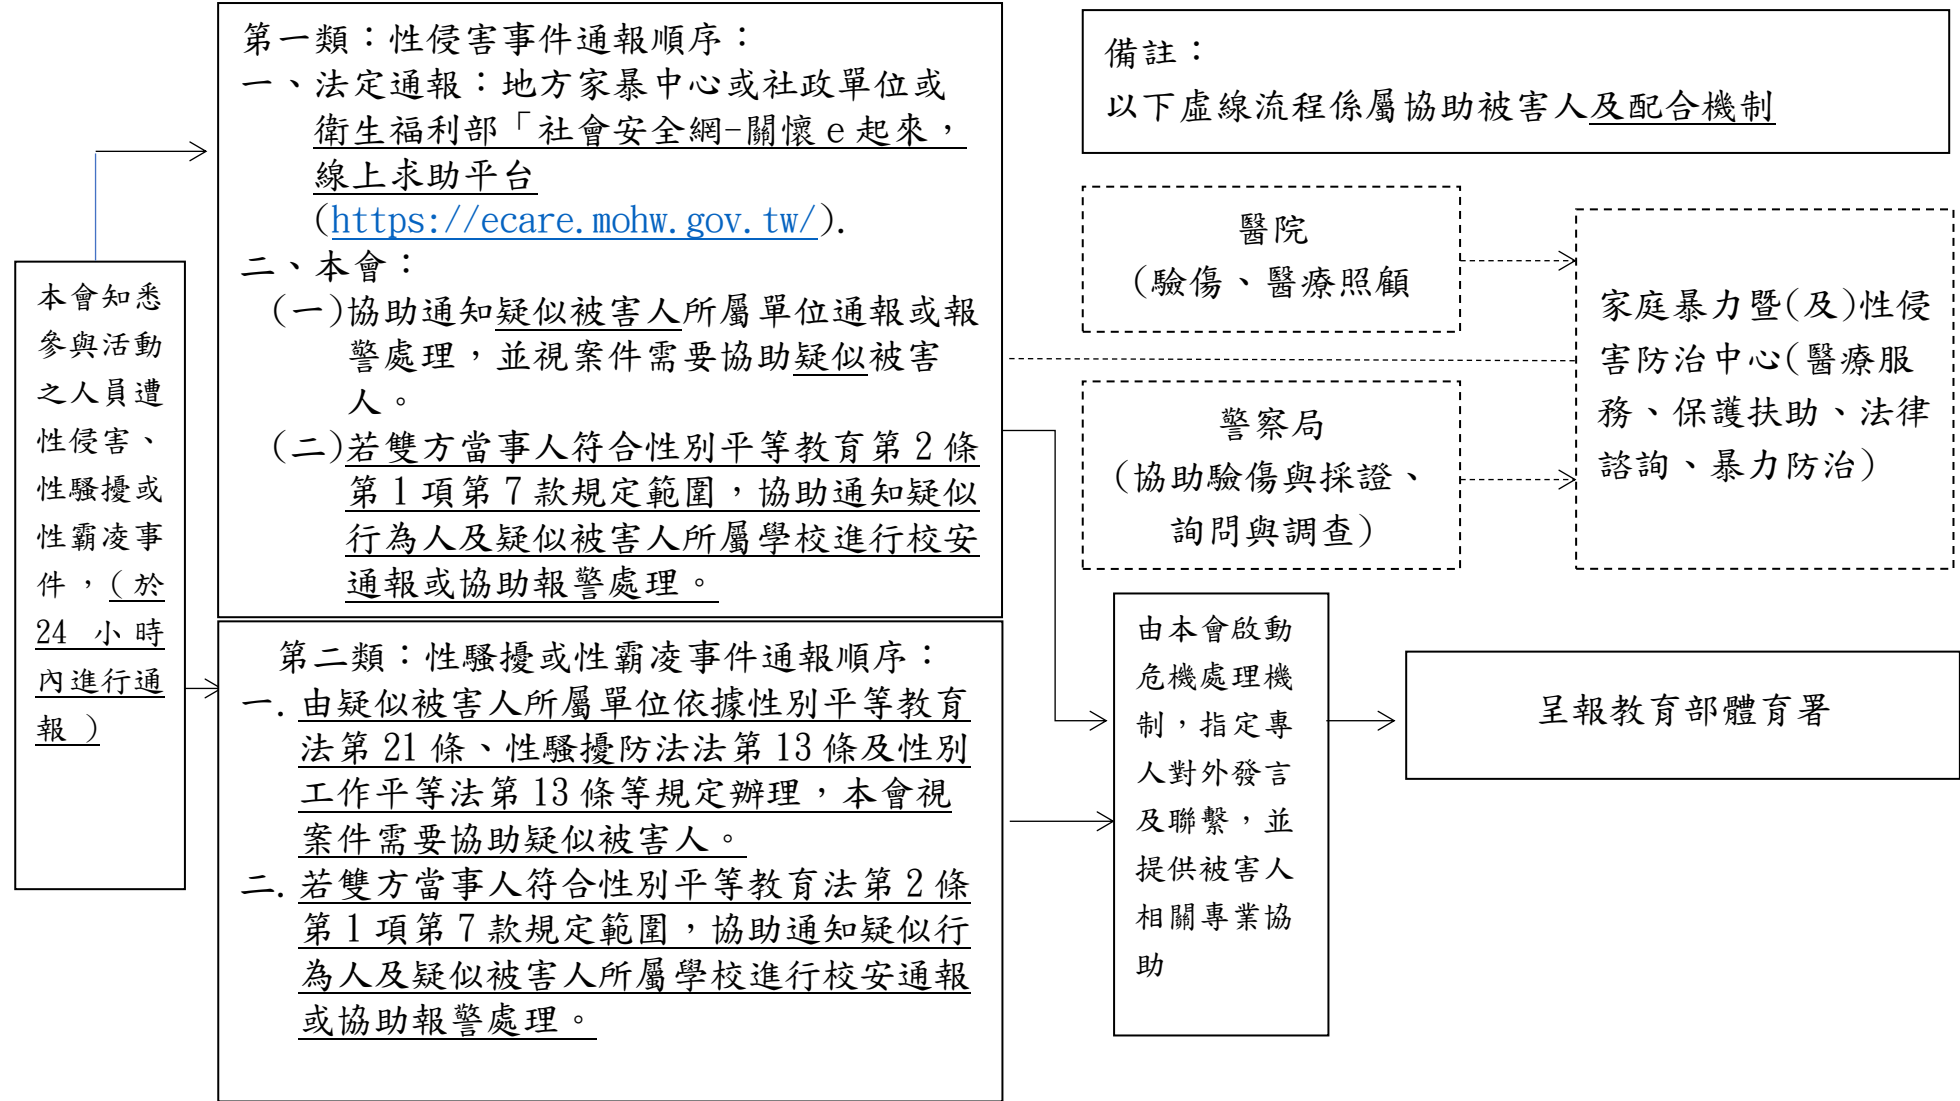 本會知悉
參與活動
之人員遭
性侵害、
性騷擾或
性霸凌事
件，(於
24 小時
內進行通
報 )
第一類：性侵害事件通報順序：
一、法定通報：地方家暴中心或社政單位或
衛生福利部「社會安全網-關懷 e 起來，
線上求助平台
(https://ecare.mohw.gov.tw/).
二、本會：
(一)協助通知疑似被害人所屬單位通報或報
警處理，並視案件需要協助疑似被害
人。
(二)若雙方當事人符合性別平等教育第 2 條
第 1 項第 7 款規定範圍，協助通知疑似
行為人及疑似被害人所屬學校進行校安
通報或協助報警處理。
第二類：性騷擾或性霸凌事件通報順序：
一. 由疑似被害人所屬單位依據性別平等教育
法第 21 條、性騷擾防法法第 13 條及性別
工作平等法第 13 條等規定辦理，本會視
案件需要協助疑似被害人。
二. 若雙方當事人符合性別平等教育法第 2 條
第 1 項第 7 款規定範圍，協助通知疑似行
為人及疑似被害人所屬學校進行校安通報
或協助報警處理。
備註：
以下虛線流程係屬協助被害人及配合機制
醫院
(驗傷、醫療照顧
警察局
(協助驗傷與採證、
詢問與調查)
家庭暴力暨(及)性侵
害防治中心(醫療服
務、保護扶助、法律
諮詢、暴力防治)
由本會啟動
危機處理機
制，指定專
人對外發言
及聯繫，並
提供被害人
相關專業協
助
呈報教育部體育署